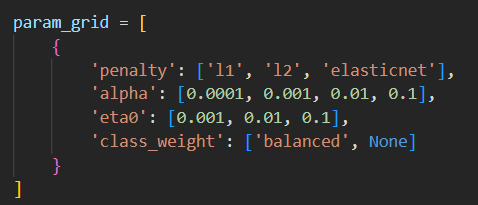 param_grid = [
    {
        'penalty': ['l1', 'l2', 'elasticnet'],
        'alpha': [0.0001, 0.001, 0.01, 0.1],
        'eta0': [0.001, 0.01, 0.1],
        'class_weight': ['balanced', None]
    }
]